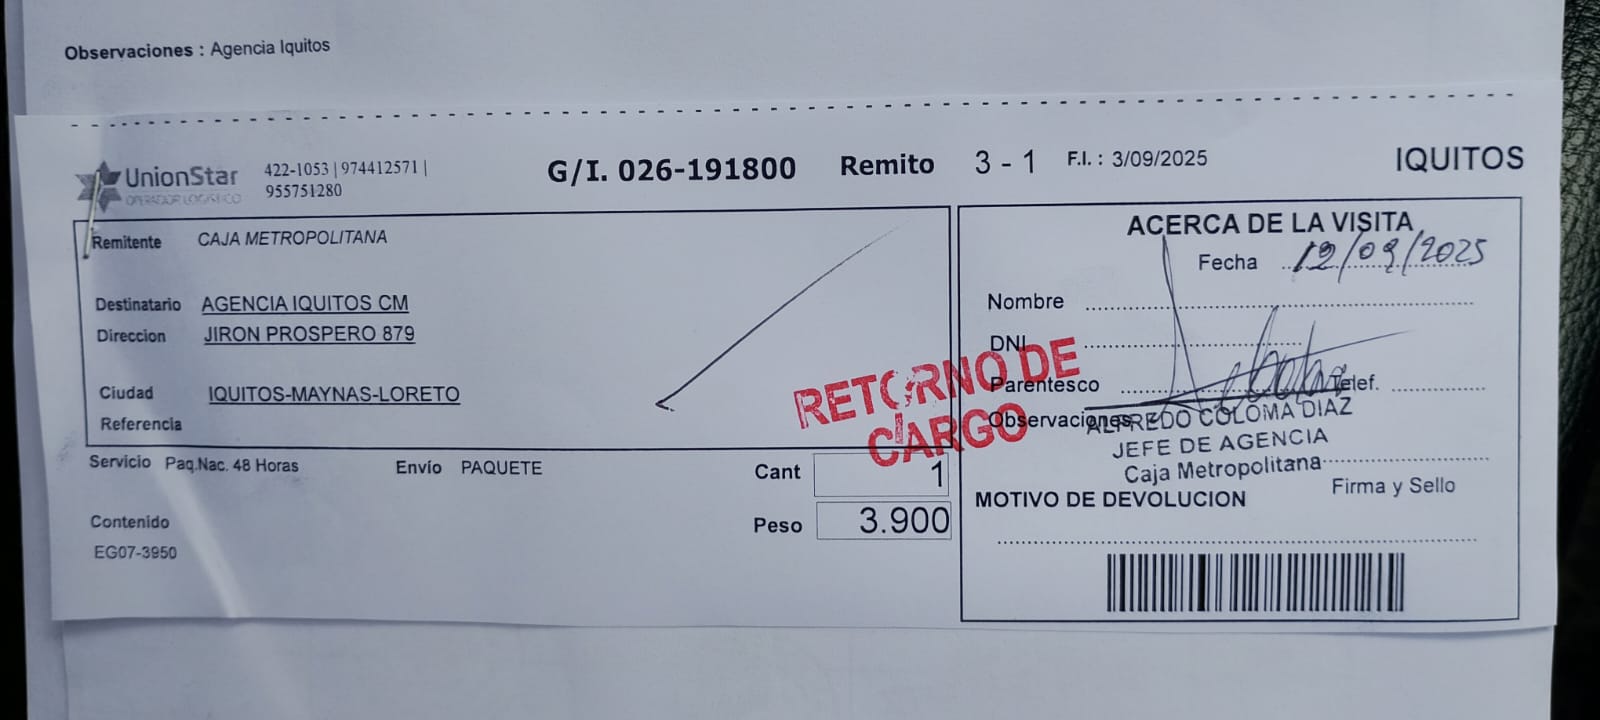 Observaciones : Agencia Iquitos
UnionStar
OPERADOR LOGISTICO
422-1053 | 974412571 |
955751280
G/I. 026-191800 Remito 3 - 1 F.I. : 3/09/2025 IQUITOS
Remitente CAJA METROPOLITANA
Destinatario AGENCIA IQUITOS CM
Direccion JIRON PROSPERO 879
Ciudad IQUITOS-MAYNAS-LORETO
Referencia
Servicio Paq.Nac. 48 Horas Envío PAQUETE Cant 1
Peso 3.900
Contenido
EG07-3950
RETORNO DE
CARGO
ACERCA DE LA VISITA
Fecha 12/09/2025
Nombre
DNI
Parentesco Telef.
Observaciones
ALFREDO COLOMA DIAZ
JEFE DE AGENCIA
Caja Metropolitana
Firma y Sello
MOTIVO DE DEVOLUCION